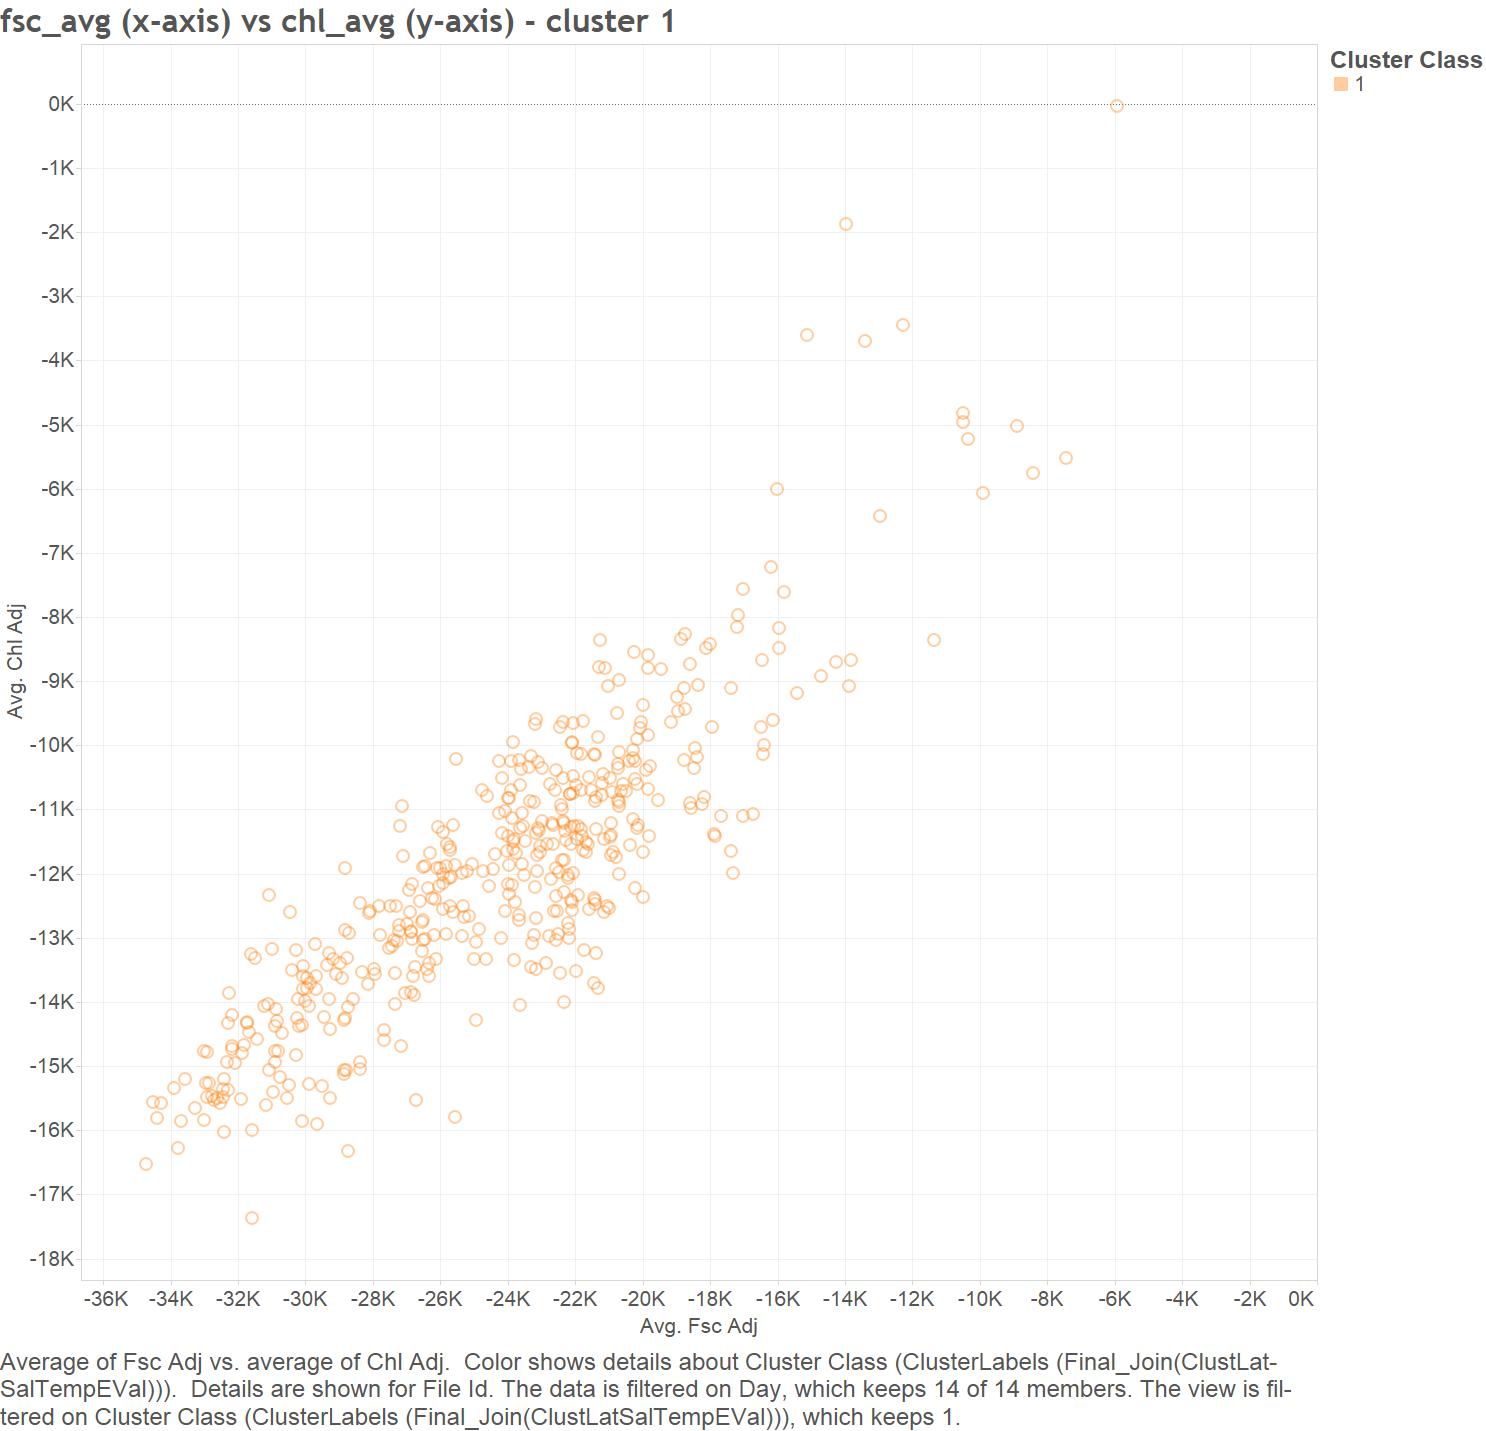 fsc_avg (x-axis) vs chl_avg (y-axis) - cluster 1
Cluster Class
1
0K
-1K
-2K
-3K
-4K
-5K
-6K
-7K
-8K
-9K
-10K
-11K
-12K
-13K
-14K
-15K
-16K
-17K
-18K
Avg. Chl Adj
-36K -34K -32K -30K -28K -26K -24K -22K -20K -18K -16K -14K -12K -10K -8K -6K -4K -2K 0K
Avg. Fsc Adj
Average of Fsc Adj vs. average of Chl Adj.  Color shows details about Cluster Class (ClusterLabels (Final_Join(ClustLat-
SalTempEVal))).  Details are shown for File Id. The data is filtered on Day, which keeps 14 of 14 members. The view is fil-
tered on Cluster Class (ClusterLabels (Final_Join(ClustLatSalTempEVal))), which keeps 1.